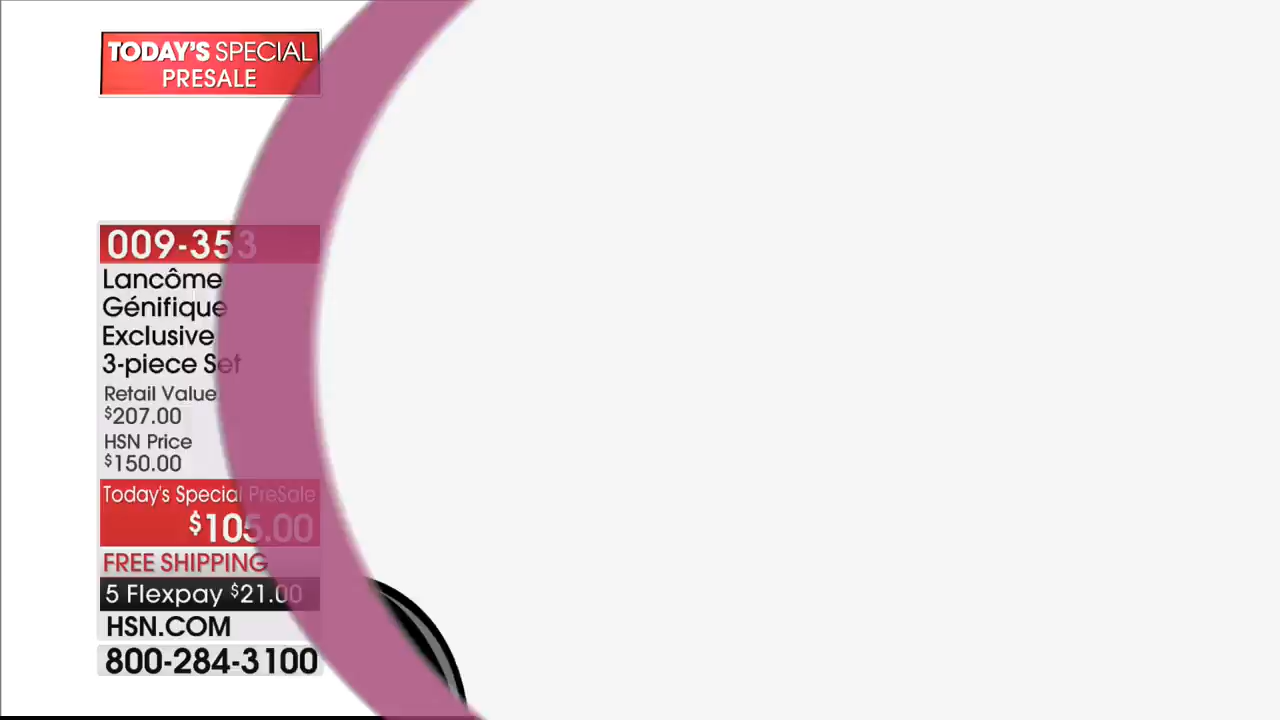 TODAY'S SPECIAL
PRESALE
009-353
Lancôme
Génifique
Exclusive
3-piece Set
Retail Value
$207.00
HSN Price
$150.00
Today's Special PreSale
$105.00
FREE SHIPPING
5 Flexpay $21.00
HSN.COM
800-284-3100